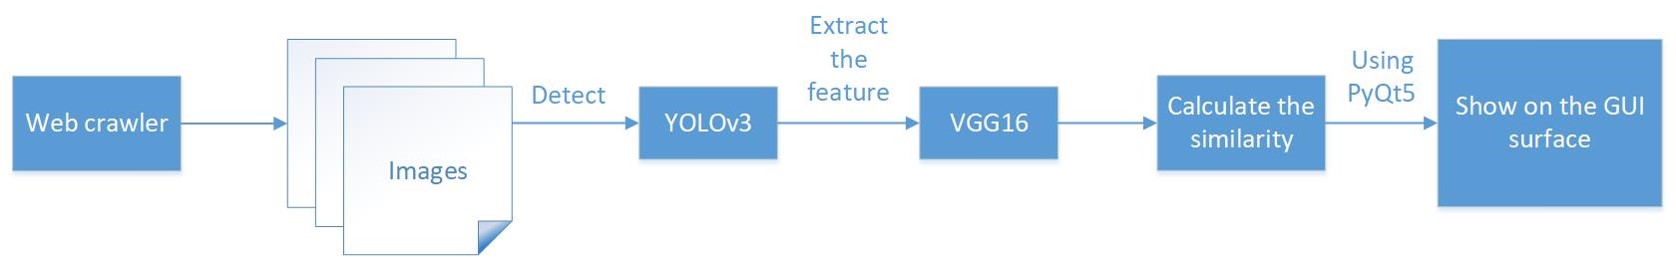 Web crawler
Images
Detect
YOLOv3
Extract
the
feature
VGG16
Calculate the
similarity
Using
PyQt5
Show on the GUI
surface